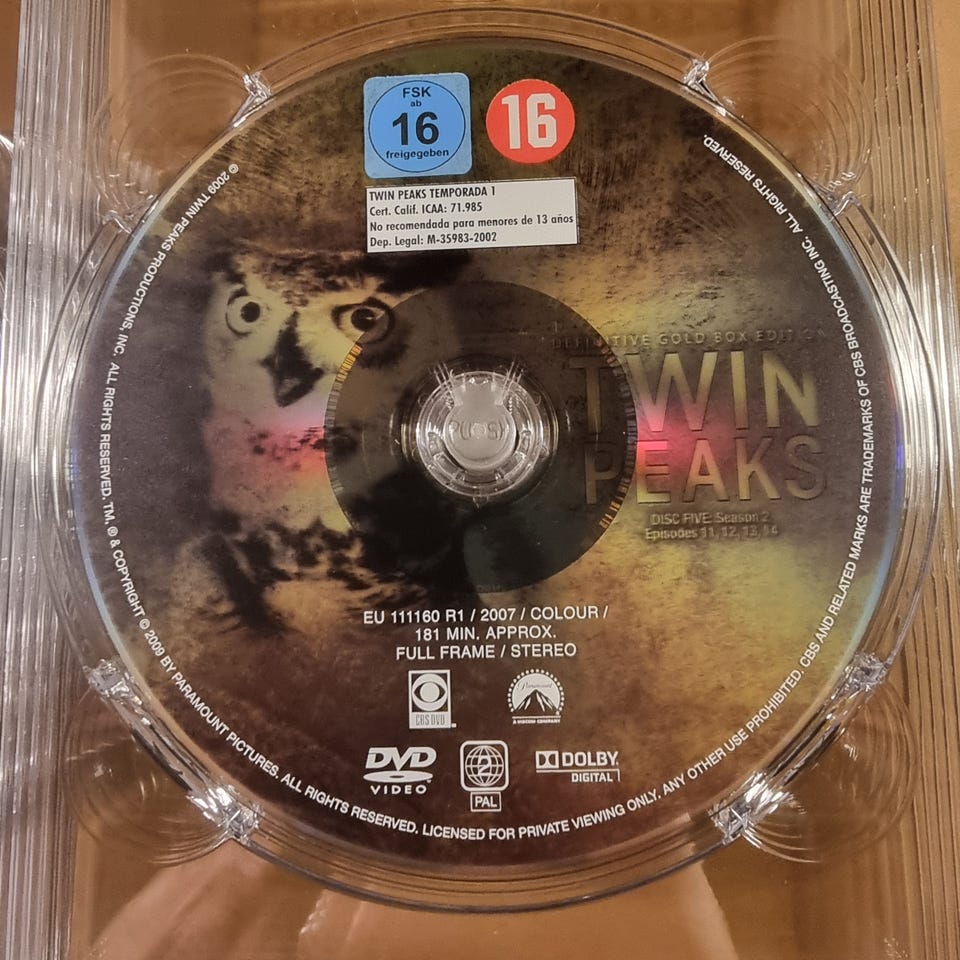 FSK
ab
16
freigegeben
16
TWIN PEAKS TEMPORADA 1
Cert. Calif. ICAA: 71.985
No recomendada para menores de 13 años
Dep. Legal: M-35983-2002
DEFINITIVE GOLD BOX EDITION
TWIN
PEAKS
DISC FIVE: Season 2
Episodes 11, 12, 13, 14
PUSH
EU 111160 R1 / 2007 / COLOUR /
181 MIN. APPROX.
FULL FRAME / STEREO
CBS DVD
Paramount
A VIACOM COMPANY
DVD
VIDEO
2
PAL
DOLBY
DIGITAL
© 2009 TWIN PEAKS PRODUCTIONS, INC. ALL RIGHTS RESERVED. TM, ® & COPYRIGHT © 2009 BY PARAMOUNT PICTURES. ALL RIGHTS RESERVED. LICENSED FOR PRIVATE VIEWING ONLY. ANY OTHER USE PROHIBITED. CBS AND RELATED MARKS ARE TRADEMARKS OF CBS BROADCASTING INC. ALL RIGHTS RESERVED.